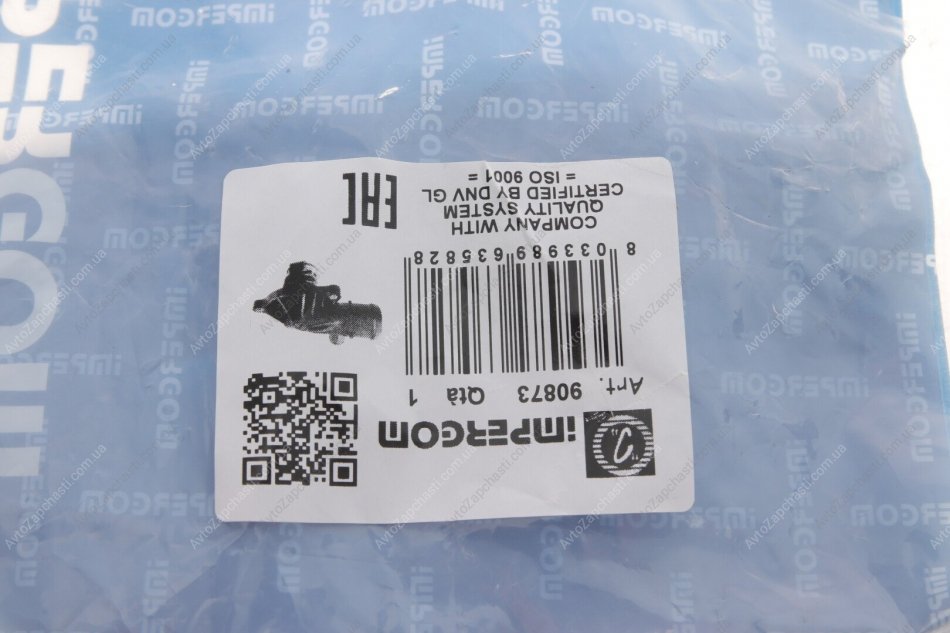 IMPERGOM
Art. 90873 Qtà 1
8 033989 635828
COMPANY WITH
QUALITY SYSTEM
CERTIFIED BY DNV GL
= ISO 9001 =
EAC
IMPERGOM
AvtoZapchasti.com.ua